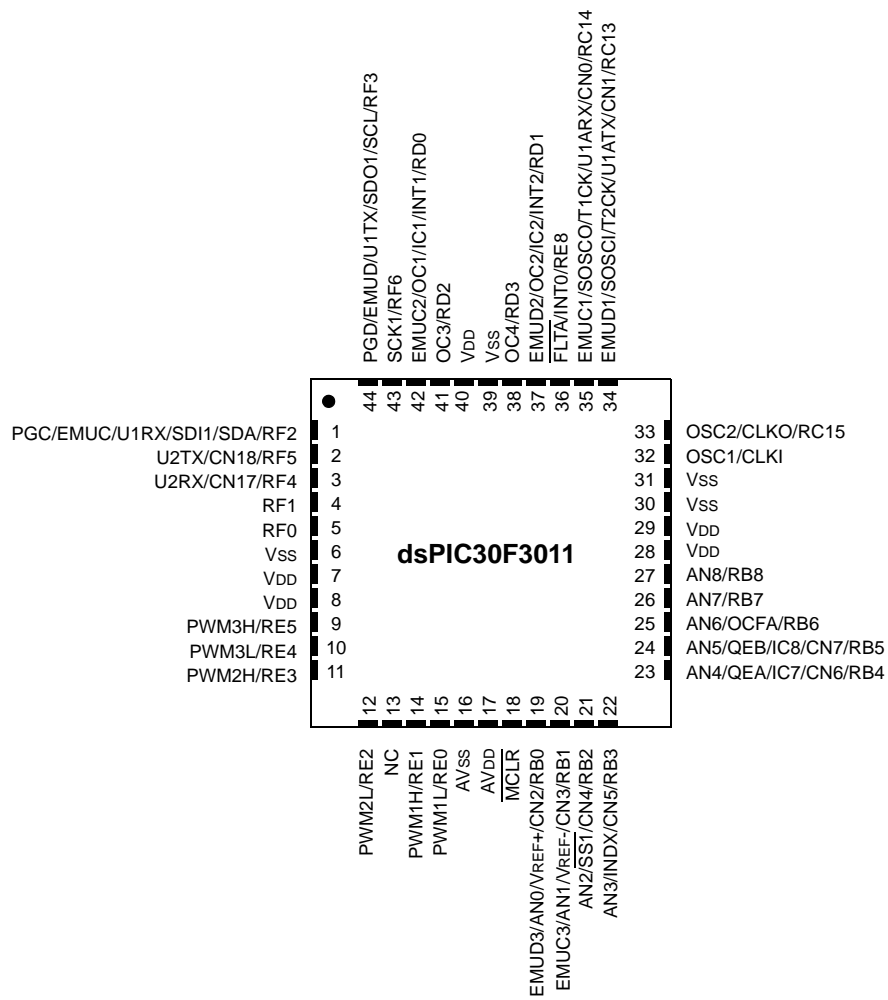 PGD/EMUD/U1TX/SDO1/SCL/RF3
SCK1/RF6
EMUC2/OC1/IC1/INT1/RD0
OC3/RD2
VDD
VSS
OC4/RD3
EMUD2/OC2/IC2/INT2/RD1
FLTA/INT0/RE8
EMUC1/SOSCO/T1CK/U1ARX/CN0/RC14
EMUD1/SOSCI/T2CK/U1ATX/CN1/RC13
44 43 42 41 40 39 38 37 36 35 34
PGC/EMUC/U1RX/SDI1/SDA/RF2 1
U2TX/CN18/RF5 2
U2RX/CN17/RF4 3
RF1 4
RF0 5
VSS 6
VDD 7
VDD 8
PWM3H/RE5 9
PWM3L/RE4 10
PWM2H/RE3 11
dsPIC30F3011
33 OSC2/CLKO/RC15
32 OSC1/CLKI
31 VSS
30 VSS
29 VDD
28 VDD
27 AN8/RB8
26 AN7/RB7
25 AN6/OCFA/RB6
24 AN5/QEB/IC8/CN7/RB5
23 AN4/QEA/IC7/CN6/RB4
12 13 14 15 16 17 18 19 20 21 22
PWM2L/RE2
NC
PWM1H/RE1
PWM1L/RE0
AVSS
AVDD
MCLR
EMUD3/AN0/VREF+/CN2/RB0
EMUC3/AN1/VREF-/CN3/RB1
AN2/SS1/CN4/RB2
AN3/INDX/CN5/RB3